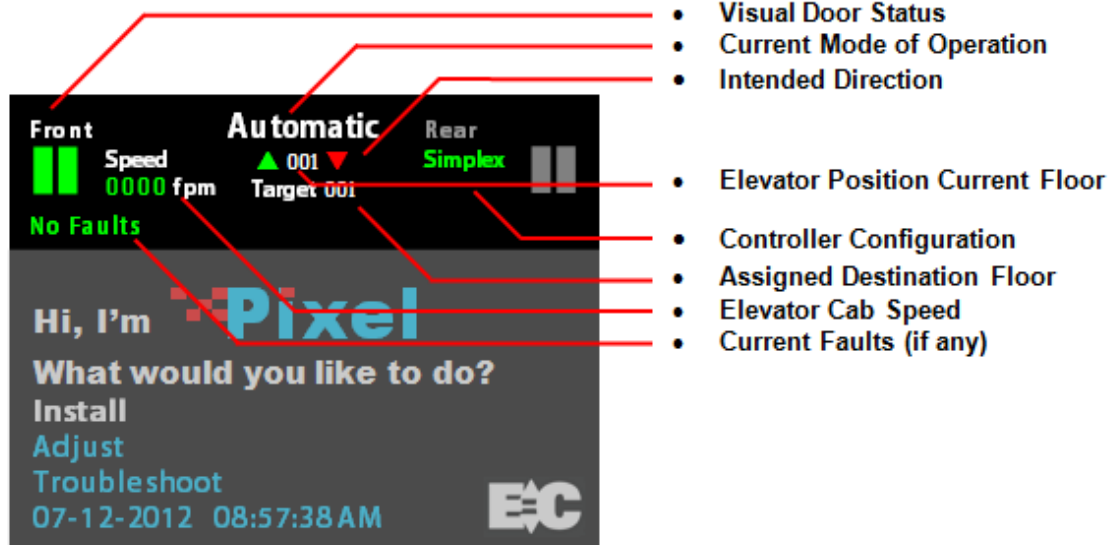 Visual Door Status
Current Mode of Operation
Intended Direction
Front
Automatic
Rear
Speed
001
Simplex
0000 fpm
Target 001
No Faults
Elevator Position Current Floor
Controller Configuration
Assigned Destination Floor
Elevator Cab Speed
Current Faults (if any)
Hi, I'm Pixel
What would you like to do?
Install
Adjust
Troubleshoot
07-12-2012 08:57:38 AM
EC